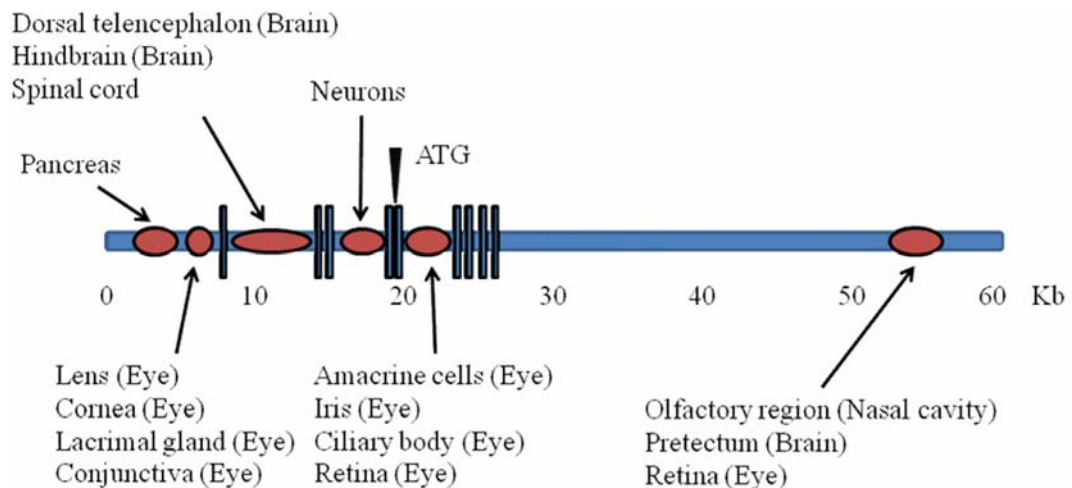 Dorsal telencephalon (Brain)
Hindbrain (Brain)
Spinal cord
Neurons
ATG
Pancreas
0 10 20 30 40 50 60 Kb
Lens (Eye)
Cornea (Eye)
Lacrimal gland (Eye)
Conjunctiva (Eye)
Amacrine cells (Eye)
Iris (Eye)
Ciliary body (Eye)
Retina (Eye)
Olfactory region (Nasal cavity)
Pretectum (Brain)
Retina (Eye)